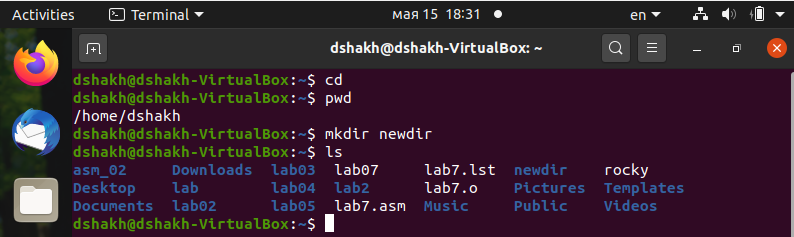 Activities Terminal мая 15 18:31 en
dshakh@dshakh-VirtualBox: ~
dshakh@dshakh-VirtualBox:~$ cd
dshakh@dshakh-VirtualBox:~$ pwd
/home/dshakh
dshakh@dshakh-VirtualBox:~$ mkdir newdir
dshakh@dshakh-VirtualBox:~$ ls
asm_02 Downloads lab03 lab07 lab7.lst newdir rocky
Desktop lab lab04 lab2 lab7.o Pictures Templates
Documents lab02 lab05 lab7.asm Music Public Videos
dshakh@dshakh-VirtualBox:~$